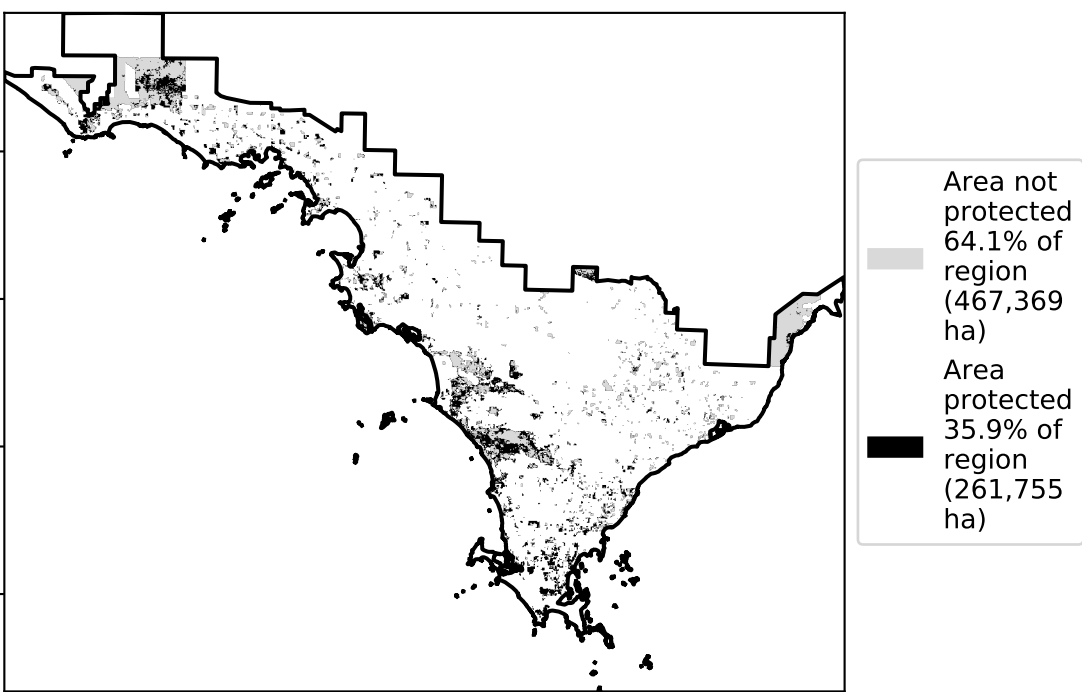 Area not
protected
64.1% of
region
(467,369
ha)
Area
protected
35.9% of
region
(261,755
ha)